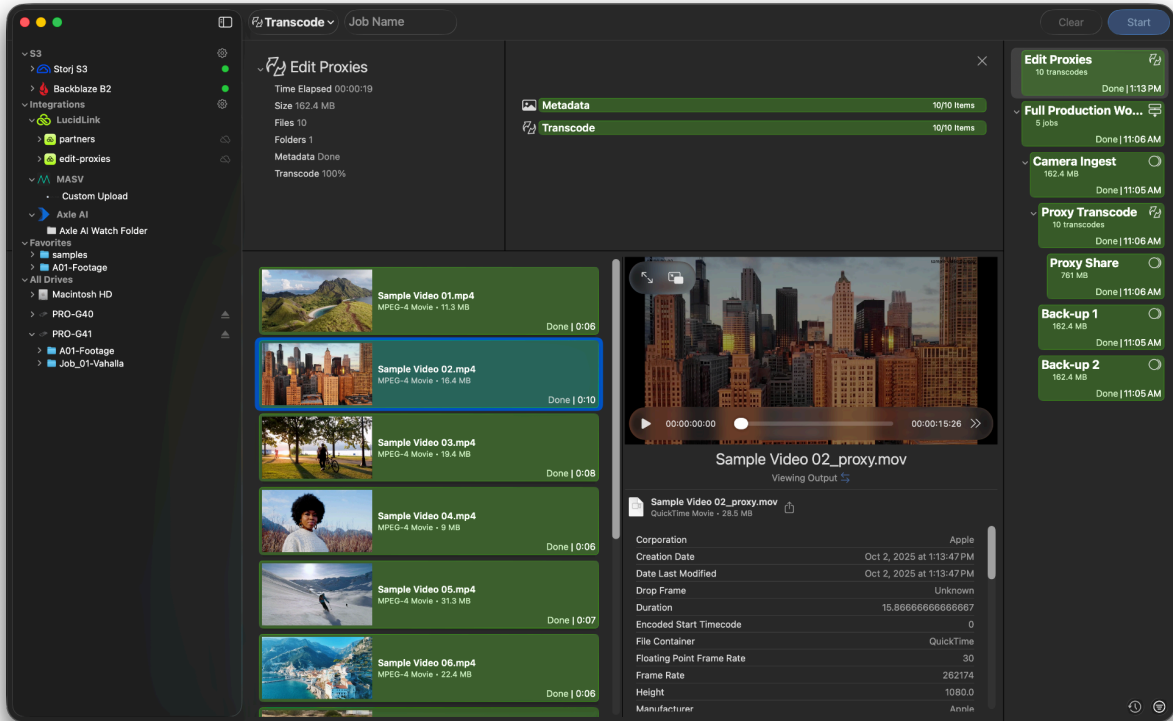 Transcode
Job Name
Clear
Start
S3
Storj S3
Backblaze B2
Integrations
LucidLink
partners
edit-proxies
MASV
Custom Upload
Axle AI
Axle AI Watch Folder
Favorites
samples
A01-Footage
All Drives
Macintosh HD
PRO-G40
PRO-G41
A01-Footage
Job_01-Vahalla
Edit Proxies
Time Elapsed 00:00:19
Size 162.4 MB
Files 10
Folders 1
Metadata Done
Transcode 100%
Metadata 10/10 Items
Transcode 10/10 Items
Sample Video 01.mp4
MPEG-4 Movie • 11.3 MB
Done | 0:06
Sample Video 02.mp4
MPEG-4 Movie • 16.4 MB
Done | 0:10
Sample Video 03.mp4
MPEG-4 Movie • 19.4 MB
Done | 0:08
Sample Video 04.mp4
MPEG-4 Movie • 9 MB
Done | 0:06
Sample Video 05.mp4
MPEG-4 Movie • 31.3 MB
Done | 0:07
Sample Video 06.mp4
MPEG-4 Movie • 22.4 MB
Done | 0:06
00:00:00:00
00:00:15:26
Sample Video 02_proxy.mov
Viewing Output
Sample Video 02_proxy.mov
QuickTime Movie • 28.5 MB
Corporation Apple
Creation Date Oct 2, 2025 at 1:13:47 PM
Date Last Modified Oct 2, 2025 at 1:13:47 PM
Drop Frame Unknown
Duration 15.86666666666667
Encoded Start Timecode 0
File Container QuickTime
Floating Point Frame Rate 30
Frame Rate 262174
Height 1080.0
Manufacturer Apple
Edit Proxies
10 transcodes
Done | 1:13 PM
Full Production Wo...
5 jobs
Done | 11:06 AM
Camera Ingest
162.4 MB
Done | 11:05 AM
Proxy Transcode
10 transcodes
Done | 11:06 AM
Proxy Share
761 MB
Done | 11:06 AM
Back-up 1
162.4 MB
Done | 11:05 AM
Back-up 2
162.4 MB
Done | 11:05 AM